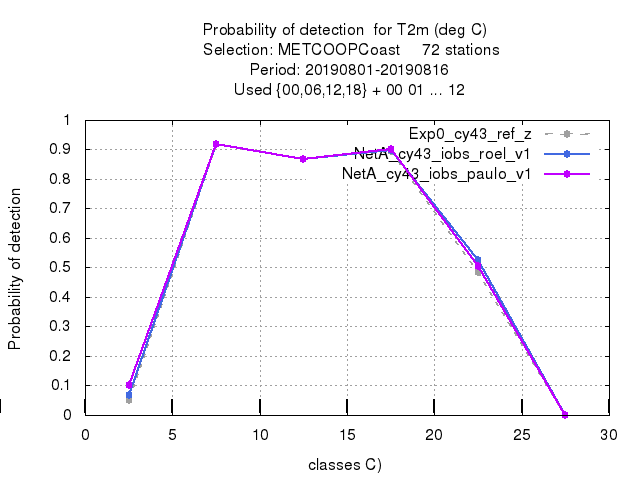 Probability of detection  for T2m (deg C)
Selection: METCOOPCoast     72 stations
Period: 20190801-20190816
Used {00,06,12,18} + 00 01 ... 12
Exp0_cy43_ref_z
NetA_cy43_iobs_roel_v1
NetA_cy43_iobs_paulo_v1
Probability of detection
1
0.9
0.8
0.7
0.6
0.5
0.4
0.3
0.2
0.1
0
0 5 10 15 20 25 30
classes C)